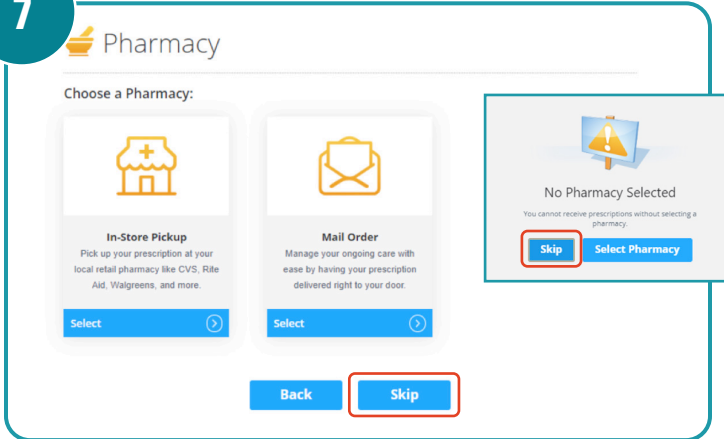 7
Pharmacy
Choose a Pharmacy:
In-Store Pickup
Pick up your prescription at your
local retail pharmacy like CVS, Rite
Aid, Walgreens, and more.
Select
Mail Order
Manage your ongoing care with
ease by having your prescription
delivered right to your door.
Select
Back
Skip
No Pharmacy Selected
You cannot receive prescriptions without selecting a
pharmacy.
Skip
Select Pharmacy